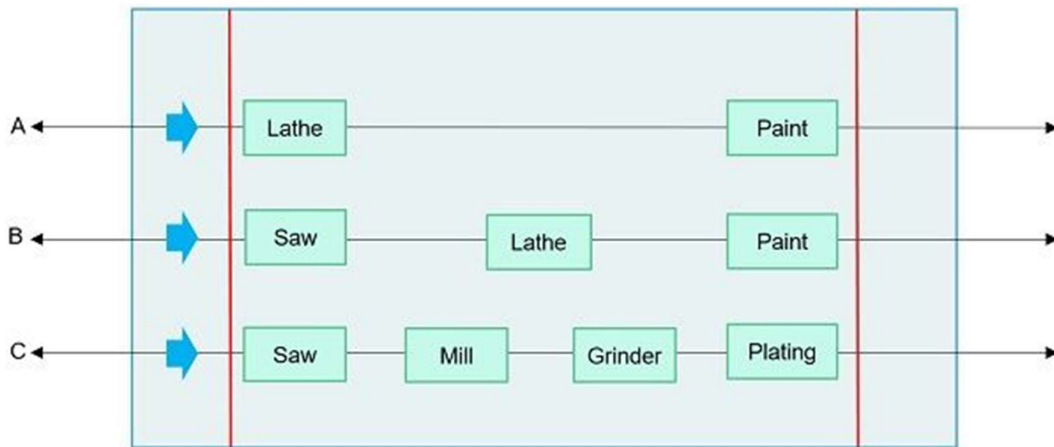 A Lathe Paint
B Saw Lathe Paint
C Saw Mill Grinder Plating